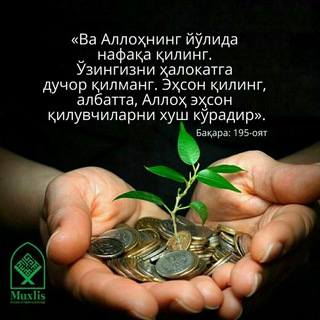 «Ва Аллоҳнинг йўлида
нафақа қилинг.
Ўзингизни ҳалокатга
дучор қилманг. Эҳсон қилинг,
албатта, Аллоҳ эҳсон
қилувчиларни хуш кўрадир».
Бақара: 195-оят
Muxlis